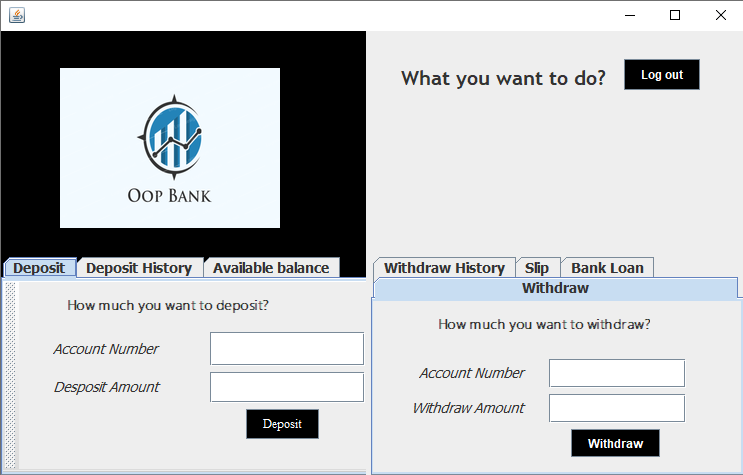 What you want to do?
Log out
OOP BANK
Deposit
Deposit History
Available balance
Withdraw History
Slip
Bank Loan
Withdraw
How much you want to deposit?
Account Number
Desposit Amount
Deposit
How much you want to withdraw?
Account Number
Withdraw Amount
Withdraw